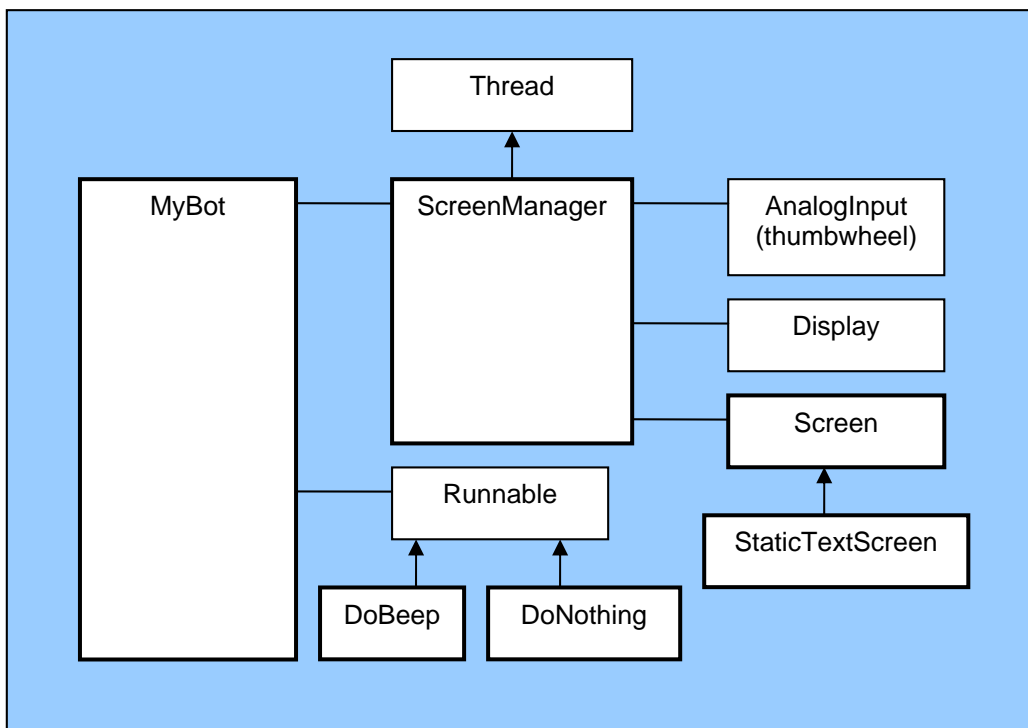 Thread
MyBot
ScreenManager
AnalogInput
(thumbwheel)
Display
Screen
Runnable
StaticTextScreen
DoBeep
DoNothing